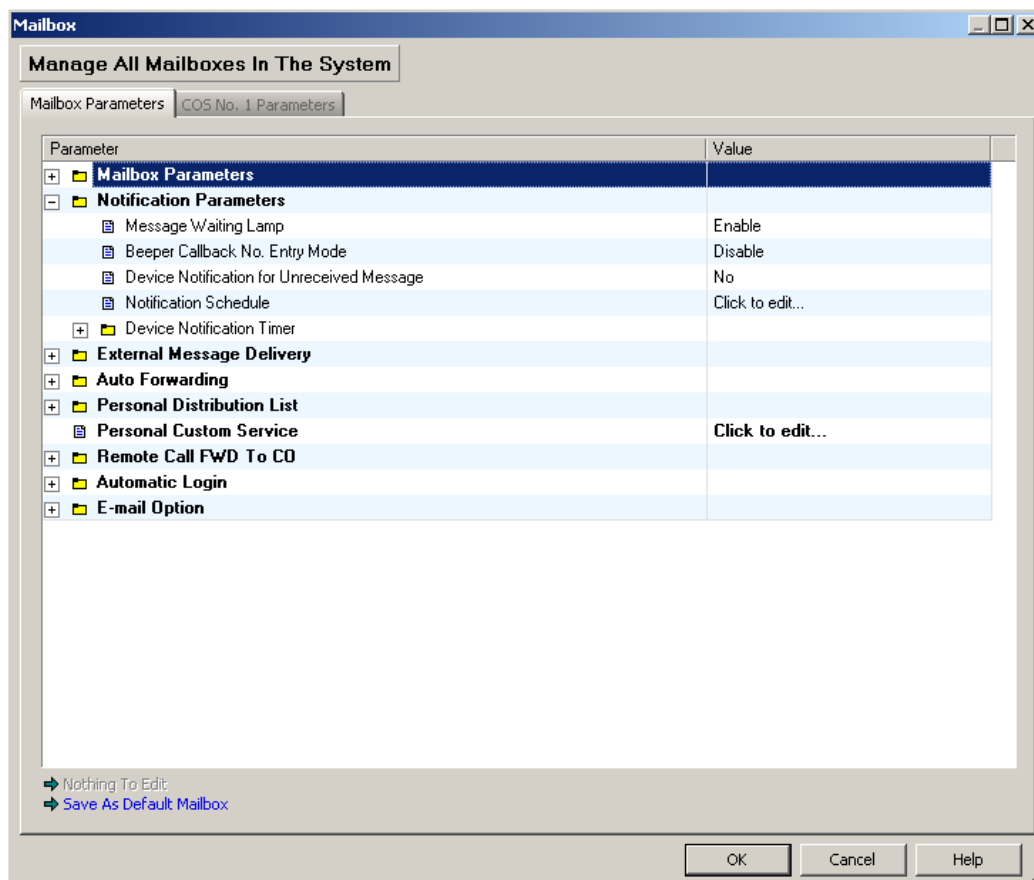 Mailbox
Manage All Mailboxes In The System
Mailbox Parameters COS No. 1 Parameters
Parameter Value
Mailbox Parameters
Notification Parameters
Message Waiting Lamp Enable
Beeper Callback No. Entry Mode Disable
Device Notification for Unreceived Message No
Notification Schedule Click to edit...
Device Notification Timer
External Message Delivery
Auto Forwarding
Personal Distribution List
Personal Custom Service Click to edit...
Remote Call FWD To CO
Automatic Login
E-mail Option
Nothing To Edit
Save As Default Mailbox
OK Cancel Help